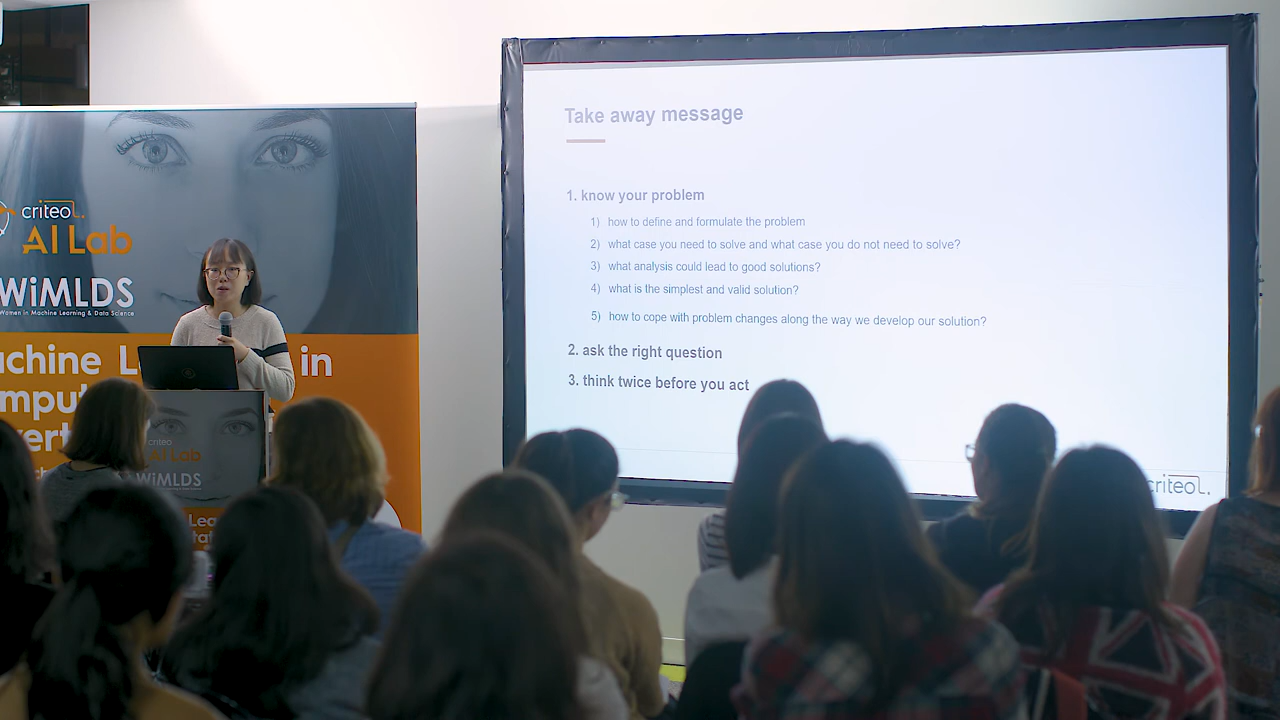 criteo
AI Lab
WiMLDS
Women in Machine Learning & Data Science
in
criteo
AI Lab
WiMLDS
Take away message
1. know your problem
1) how to define and formulate the problem
2) what case you need to solve and what case you do not need to solve?
3) what analysis could lead to good solutions?
4) what is the simplest and valid solution?
5) how to cope with problem changes along the way we develop our solution?
2. ask the right question
3. think twice before you act
criteo